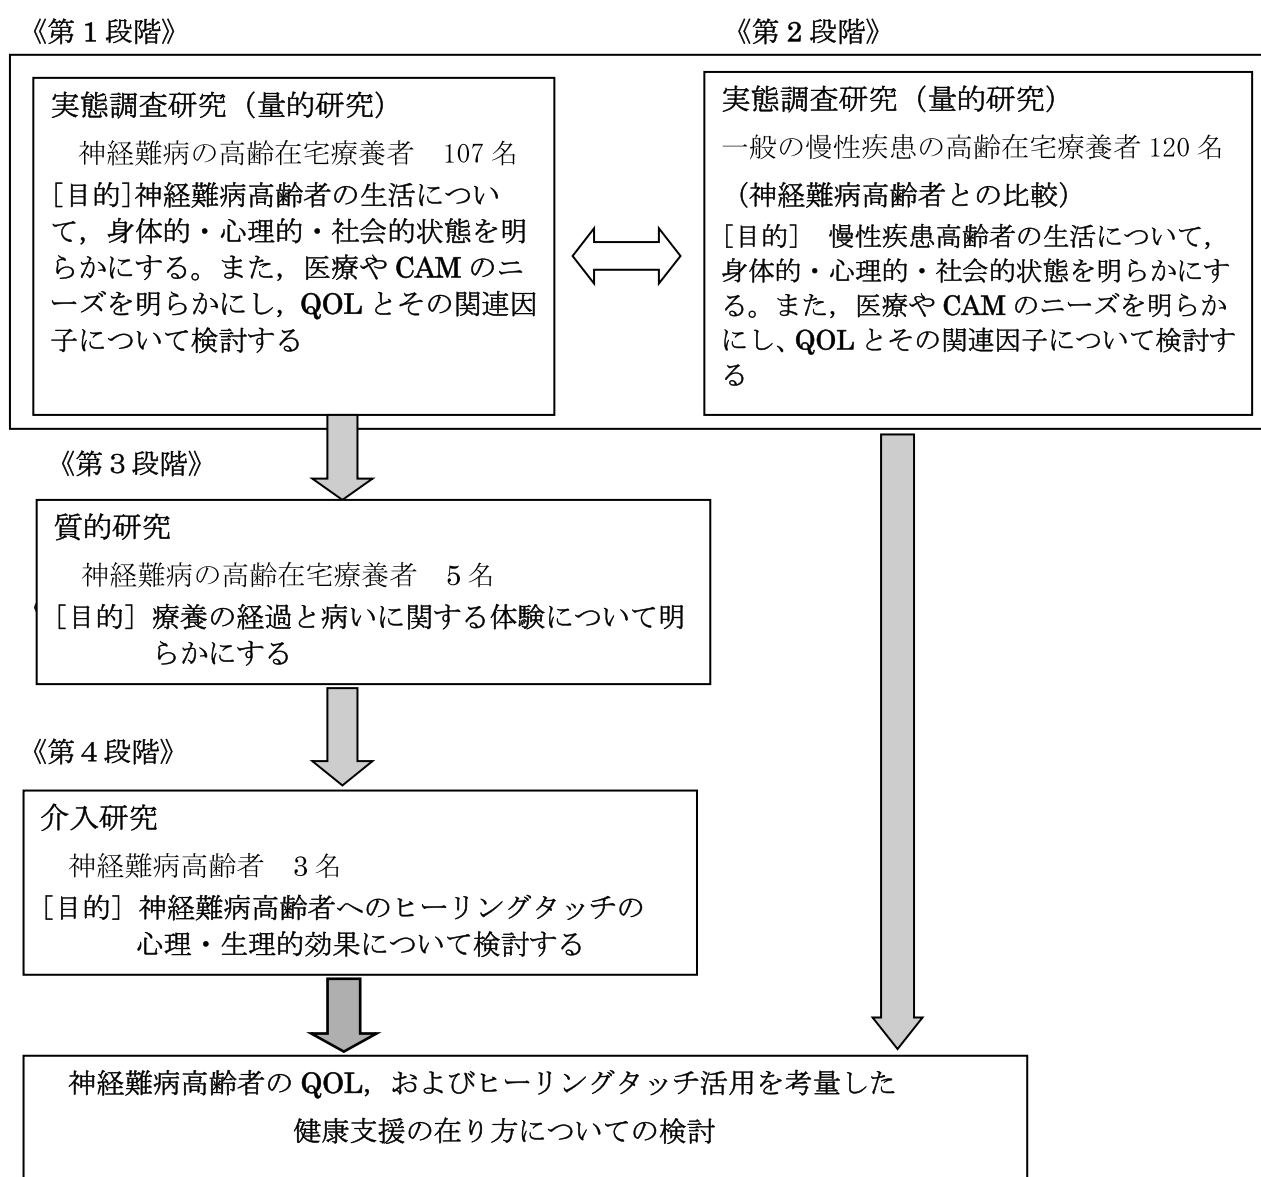 《第１段階》
実態調査研究（量的研究）
神経難病の高齢在宅療養者　107 名
［目的］神経難病高齢者の生活につい
て，身体的・心理的・社会的状態を明
らかにする。また，医療や CAM のニ
ーズを明らかにし，QOL とその関連因
子について検討する
《第２段階》
実態調査研究（量的研究）
一般の慢性疾患の高齢在宅療養者 120 名
（神経難病高齢者との比較）
［目的］　慢性疾患高齢者の生活について，
身体的・心理的・社会的状態を明らかにす
る。また，医療や CAM のニーズを明らか
にし、QOL とその関連因子について検討す
る
《第３段階》
質的研究
神経難病の高齢在宅療養者　5 名
［目的］療養の経過と病いに関する体験について明
らかにする
《第４段階》
介入研究
神経難病高齢者　3 名
［目的］神経難病高齢者へのヒーリングタッチの
心理・生理的効果について検討する
神経難病高齢者の QOL，およびヒーリングタッチ活用を考量した
健康支援の在り方についての検討